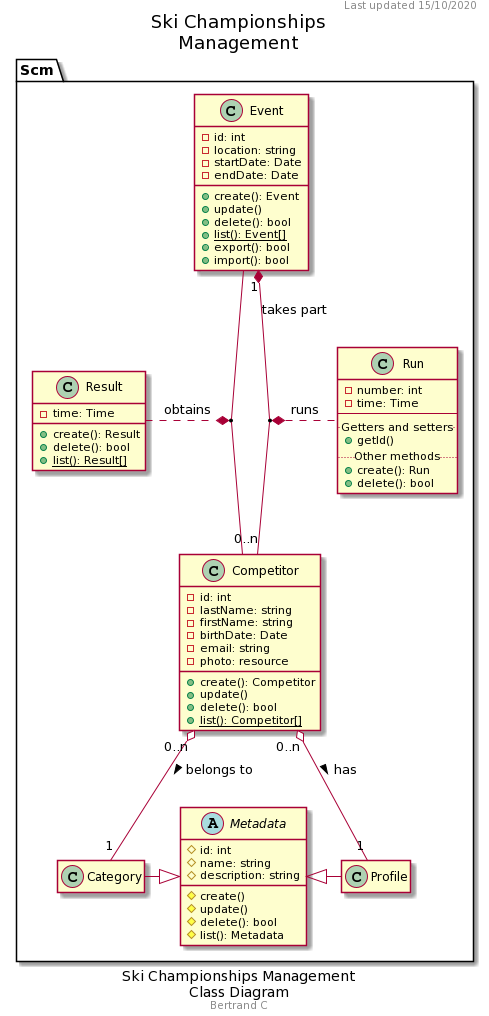 Last updated 15/10/2020
Ski Championships
Management
Scm
C Event
id: int
location: string
startDate: Date
endDate: Date
create(): Event
update()
delete(): bool
list(): Event[]
export(): bool
import(): bool
1
takes part
C Result
time: Time
create(): Result
delete(): bool
list(): Result[]
obtains
runs
C Run
number: int
time: Time
Getters and setters
getId()
Other methods
create(): Run
delete(): bool
0..n
C Competitor
id: int
lastName: string
firstName: string
birthDate: Date
email: string
photo: resource
create(): Competitor
update()
delete(): bool
list(): Competitor[]
0..n
0..n
belongs to
has
1
1
A Metadata
id: int
name: string
description: string
create()
update()
delete(): bool
list(): Metadata
C Category
C Profile
Ski Championships Management
Class Diagram
Bertrand C